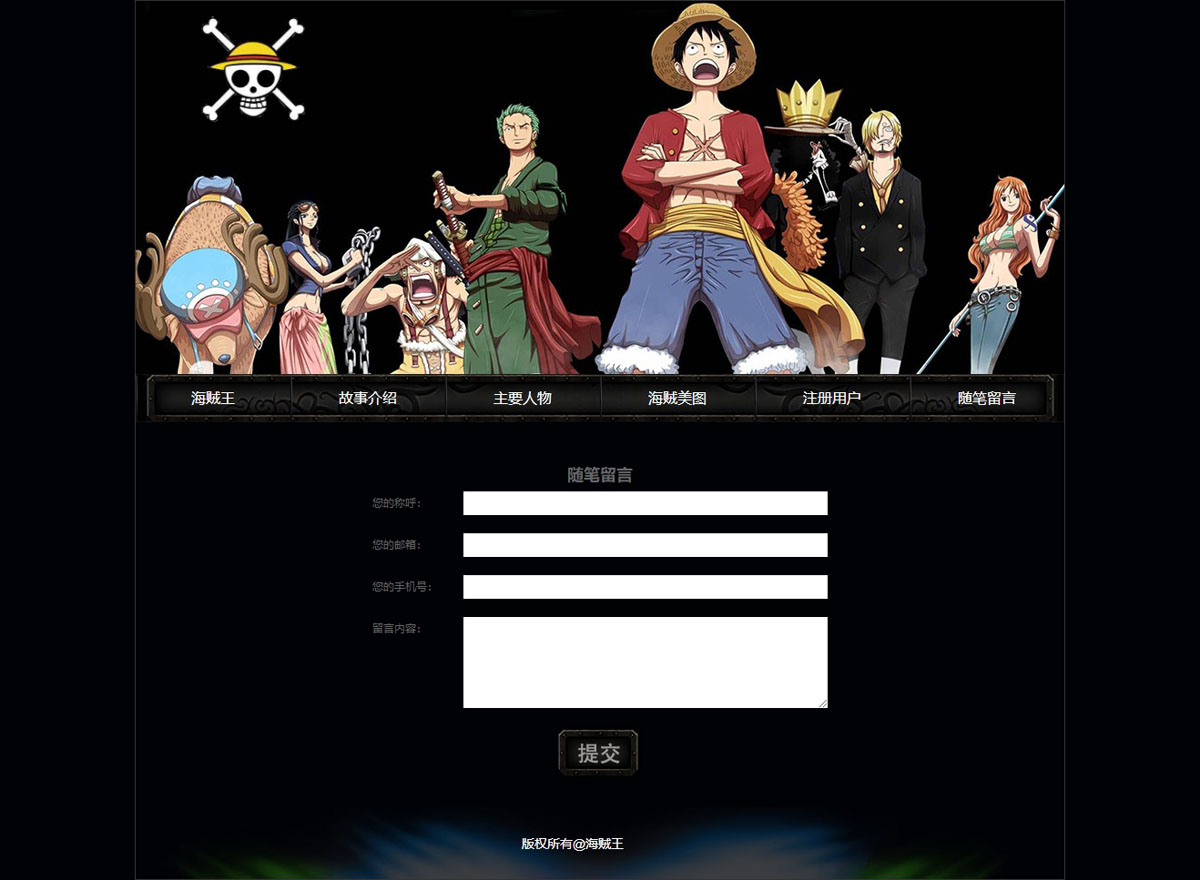 海贼王
故事介绍
主要人物
海贼美图
注册用户
随笔留言
随笔留言
您的称呼：
您的邮箱：
您的手机号：
留言内容：
提交
版权所有@海贼王